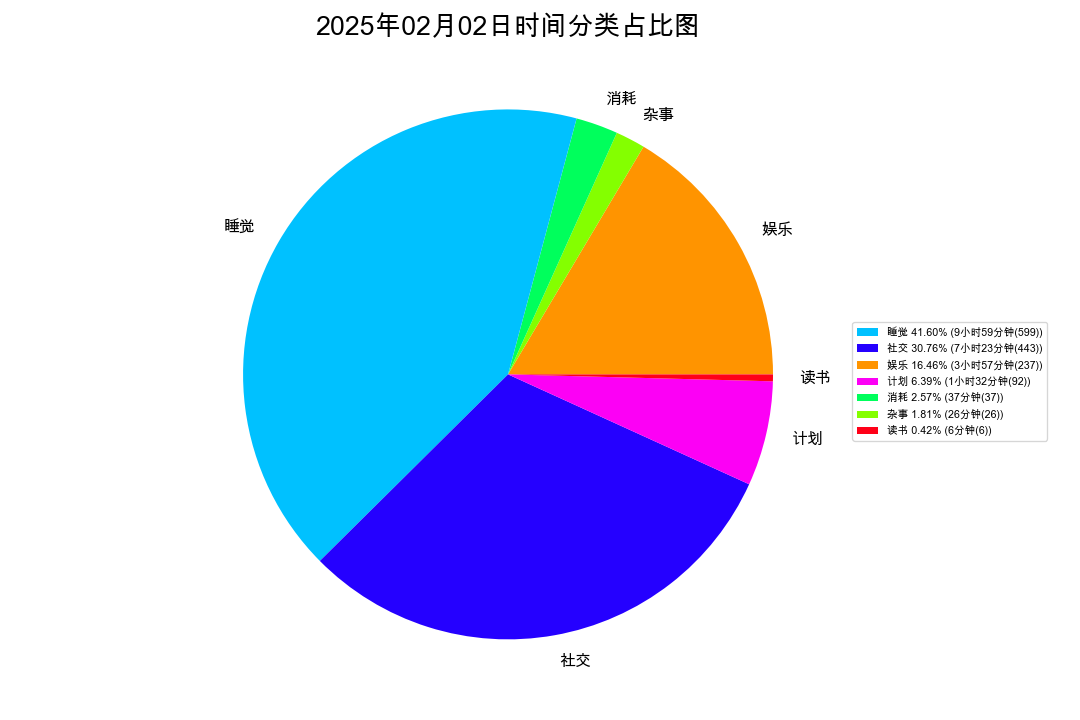 2025年02月02日时间分类占比图
消耗
杂事
睡觉
娱乐
读书
计划
社交
睡觉 41.60% (9小时59分钟(599))
社交 30.76% (7小时23分钟(443))
娱乐 16.46% (3小时57分钟(237))
计划 6.39% (1小时32分钟(92))
消耗 2.57% (37分钟(37))
杂事 1.81% (26分钟(26))
读书 0.42% (6分钟(6))